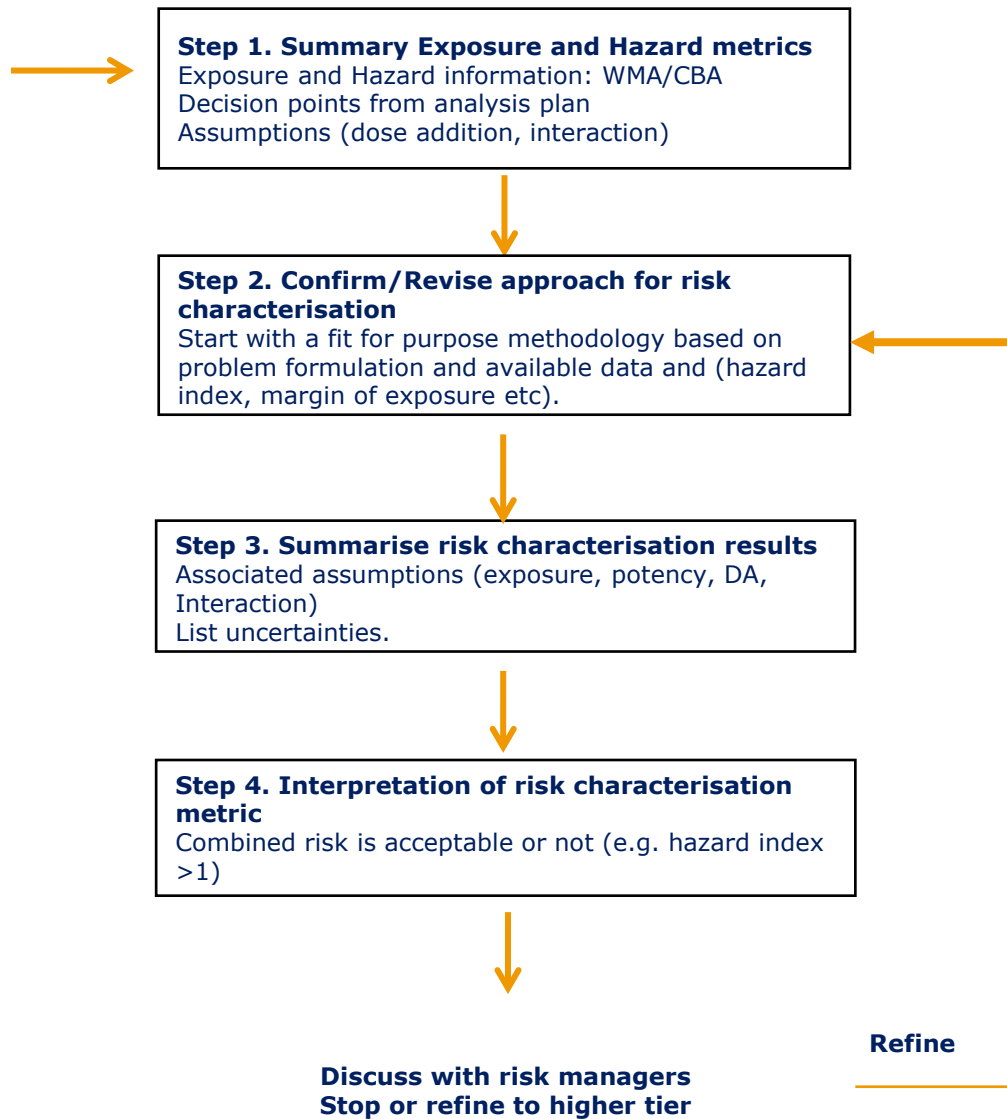 Step 1. Summary Exposure and Hazard metrics
Exposure and Hazard information: WMA/CBA
Decision points from analysis plan
Assumptions (dose addition, interaction)
Step 2. Confirm/Revise approach for risk
characterisation
Start with a fit for purpose methodology based on
problem formulation and available data and (hazard
index, margin of exposure etc).
Step 3. Summarise risk characterisation results
Associated assumptions (exposure, potency, DA,
Interaction)
List uncertainties.
Step 4. Interpretation of risk characterisation
metric
Combined risk is acceptable or not (e.g. hazard index
>1)
Refine
Discuss with risk managers
Stop or refine to higher tier